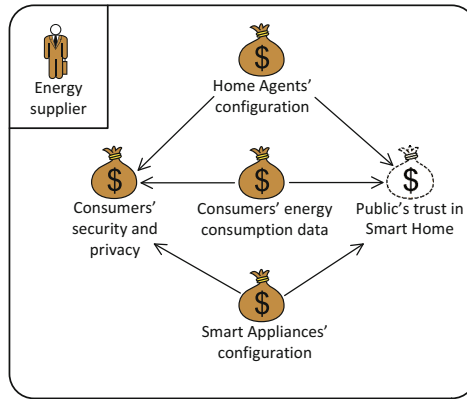 Energy
supplier
$
Home Agents'
configuration
$
Consumers'
security and
privacy
$
Consumers' energy
consumption data
$
Public's trust in
Smart Home
$
Smart Appliances'
configuration